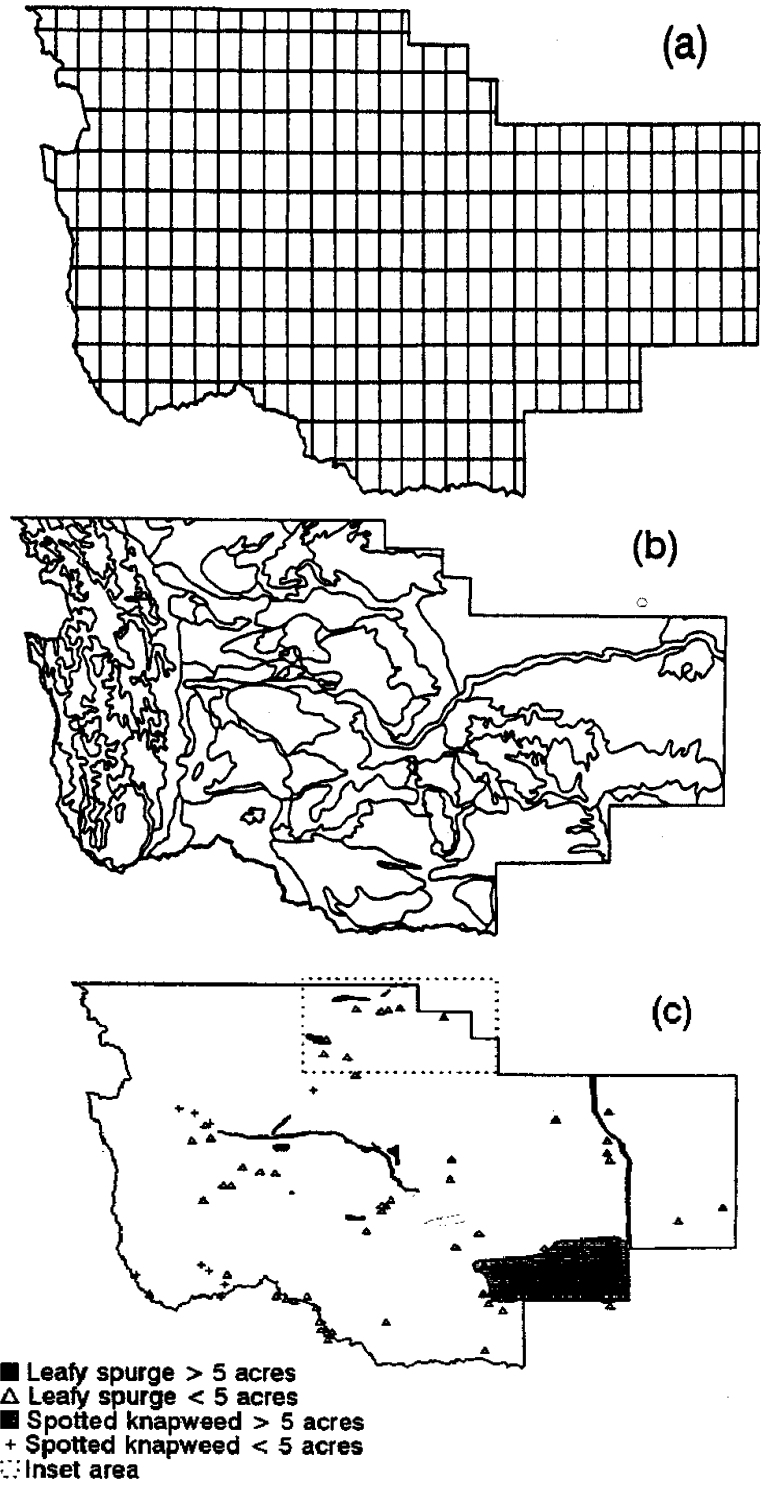 (a)
(b)
(c)
Leafy spurge > 5 acres
Leafy spurge < 5 acres
Spotted knapweed > 5 acres
Spotted knapweed < 5 acres
Inset area